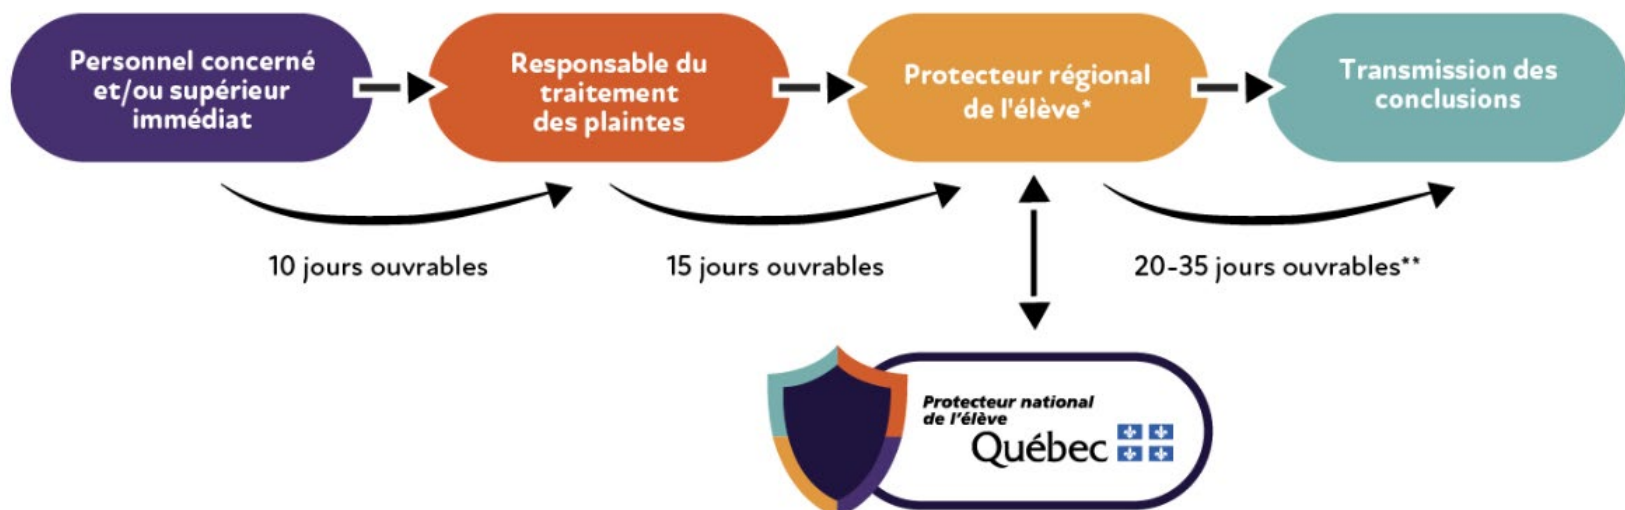 Personnel concerné
et/ou supérieur
immédiat
Responsable du
traitement
des plaintes
Protecteur régional
de l'élève*
Transmission des
conclusions
10 jours ouvrables
15 jours ouvrables
20-35 jours ouvrables**
Protecteur national
de l'élève
Québec